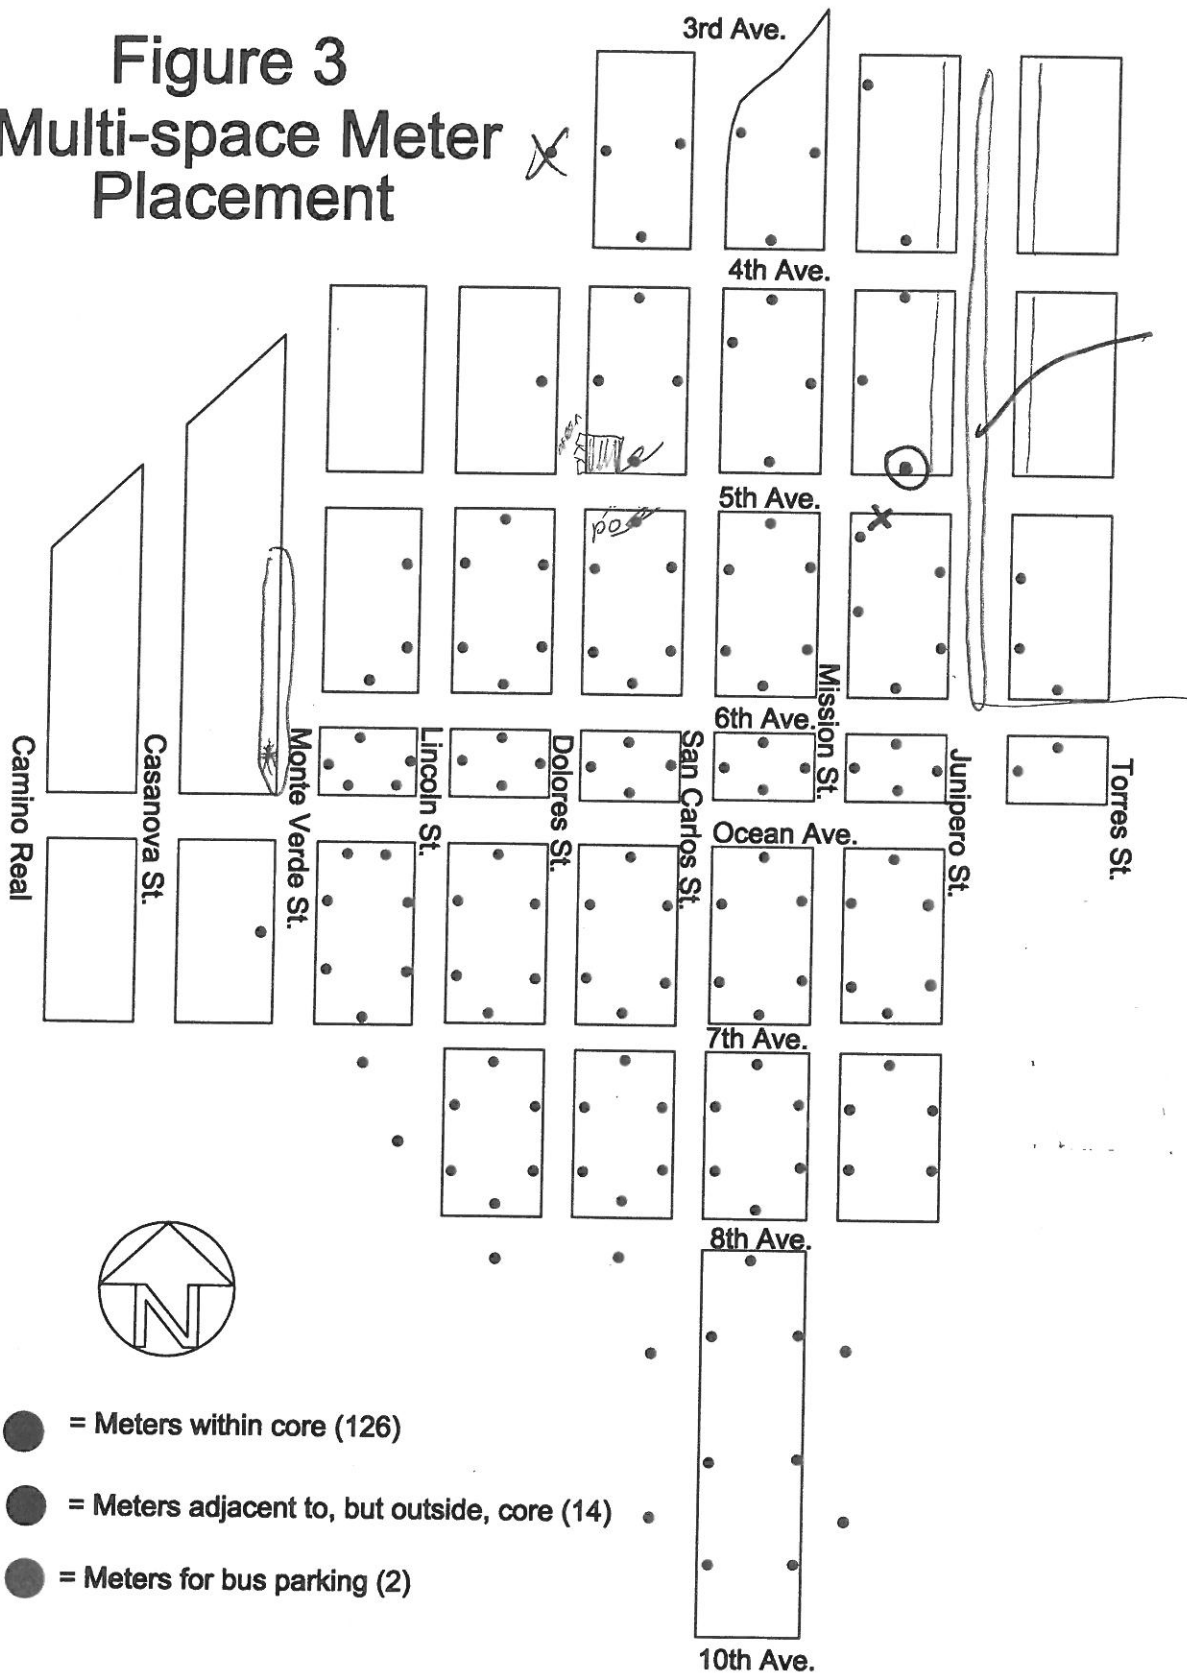 Figure 3
Multi-space Meter
Placement
3rd Ave.
4th Ave.
5th Ave.
PO
6th Ave.
Mission St.
Camino Real
Casanova St.
Monte Verde St.
Lincoln St.
Dolores St.
San Carlos St.
Junipero St.
Torres St.
Ocean Ave.
7th Ave.
8th Ave.
N
= Meters within core (126)
= Meters adjacent to, but outside, core (14)
= Meters for bus parking (2)
10th Ave.